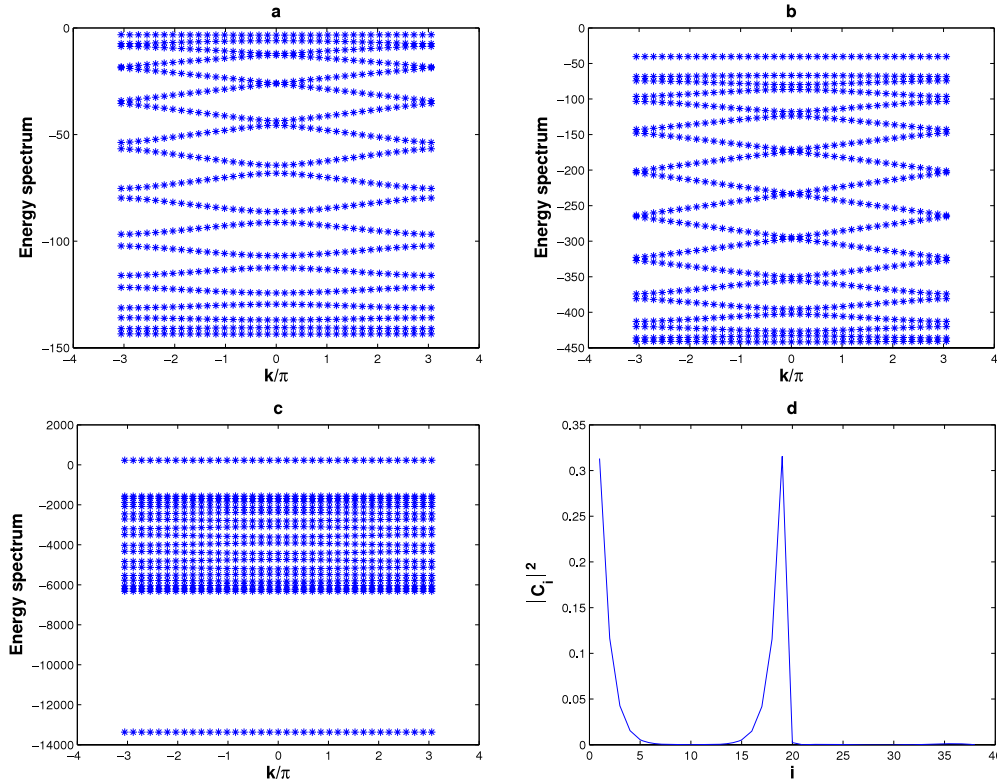 a
0
−50
−100
−150
Energy spectrum
−4 −3 −2 −1 0 1 2 3 4
k/π
b
0
−50
−100
−150
−200
−250
−300
−350
−400
−450
Energy spectrum
−4 −3 −2 −1 0 1 2 3 4
k/π
c
2000
0
−2000
−4000
−6000
−8000
−10000
−12000
−14000
Energy spectrum
−4 −3 −2 −1 0 1 2 3 4
k/π
d
0.35
0.3
0.25
0.2
0.15
0.1
0.05
0
|C_i|^2
0 5 10 15 20 25 30 35 40
i